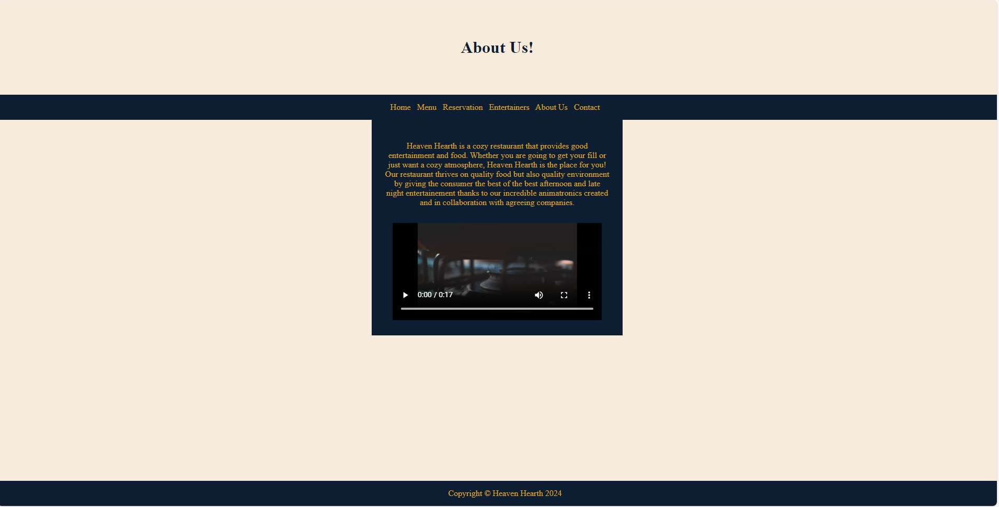 About Us!
Home Menu Reservation Entertainers About Us Contact
Heaven Hearth is a cozy restaurant that provides good
entertainment and food. Whether you are going to get your fill or
just want a cozy atmosphere, Heaven Hearth is the place for you!
Our restaurant thrives on quality food but also quality environment
by giving the consumer the best of the best afternoon and late
night entertainement thanks to our incredible animatronics created
and in collaboration with agreeing companies.
0:00 / 0:17
Copyright © Heaven Hearth 2024